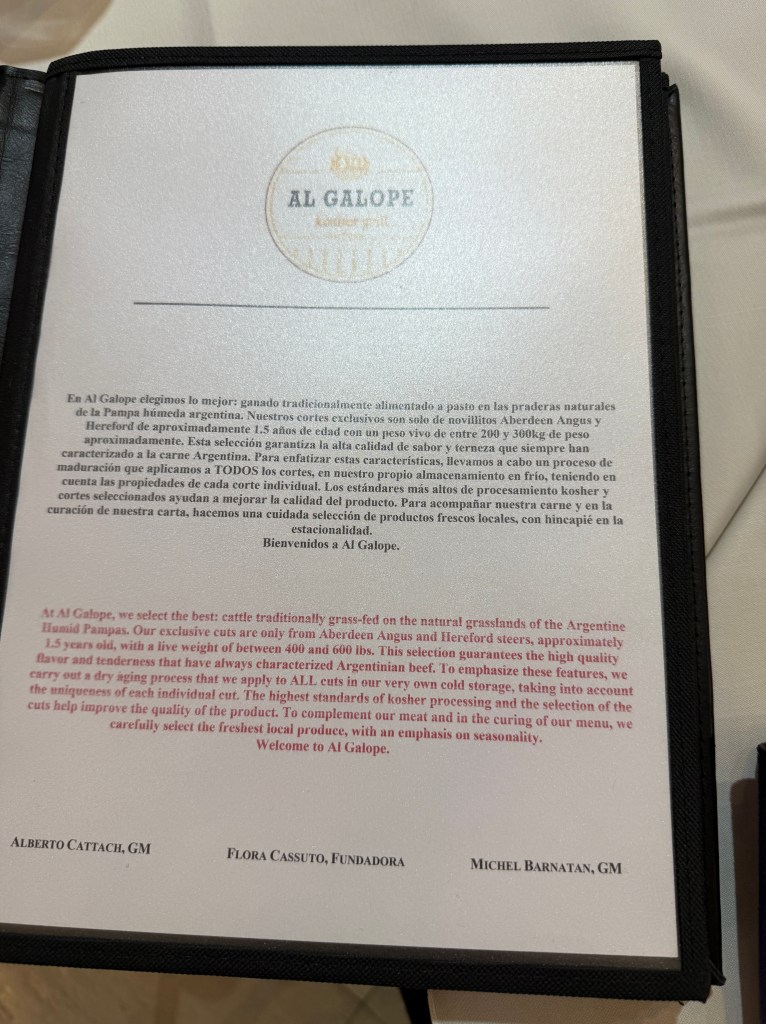 AL GALOPE
kosher grill
En Al Galope elegimos lo mejor: ganado tradicionalmente alimentado a pasto en las praderas naturales
de la Pampa húmeda argentina. Nuestros cortes exclusivos son solo de novillitos Aberdeen Angus y
Hereford de aproximadamente 1.5 años de edad con un peso vivo de entre 200 y 300kg de peso
aproximadamente. Esta selección garantiza la alta calidad de sabor y terneza que siempre han
caracterizado a la carne Argentina. Para enfatizar estas características, llevamos a cabo un proceso de
maduración que aplicamos a TODOS los cortes, en nuestro propio almacenamiento en frío, teniendo en
cuenta las propiedades de cada corte individual. Los estándares más altos de procesamiento kosher y
cortes seleccionados ayudan a mejorar la calidad del producto. Para acompañar nuestra carne y en la
curación de nuestra carta, hacemos una cuidada selección de productos frescos locales, con hincapié en la
estacionalidad.
Bienvenidos a Al Galope.
At Al Galope, we select the best: cattle traditionally grass-fed on the natural grasslands of the Argentine
Humid Pampas. Our exclusive cuts are only from Aberdeen Angus and Hereford steers, approximately
1.5 years old, with a live weight of between 400 and 600 lbs. This selection guarantees the high quality
flavor and tenderness that have always characterized Argentinian beef. To emphasize these features, we
carry out a dry aging process that we apply to ALL cuts in our very own cold storage, taking into account
the uniqueness of each individual cut. The highest standards of kosher processing and the selection of the
cuts help improve the quality of the product. To complement our meat and in the curing of our menu, we
carefully select the freshest local produce, with an emphasis on seasonality.
Welcome to Al Galope.
ALBERTO CATTACH, GM
FLORA CASSUTO, FUNDADORA
MICHEL BARNATAN, GM